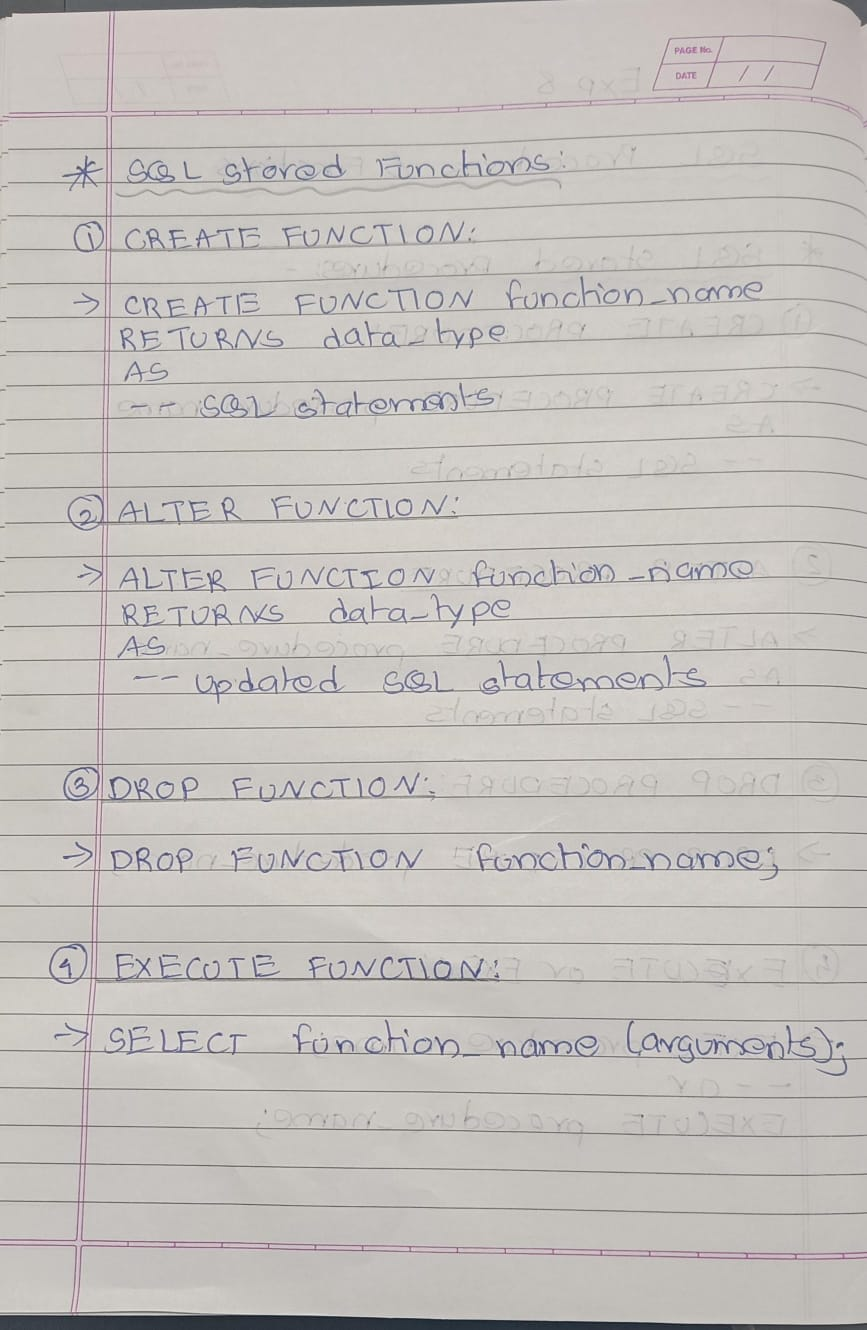 PAGE No.
DATE / /
* SQL stored Functions:
① CREATE FUNCTION:
→ CREATE FUNCTION function_name
RETURNS data_type
AS
-- SQL statements
② ALTER FUNCTION:
→ ALTER FUNCTION function_name
RETURNS data_type
AS
-- Updated SQL statements
③ DROP FUNCTION:
→ DROP FUNCTION function_name;
④ EXECUTE FUNCTION:
→ SELECT function_name (arguments);